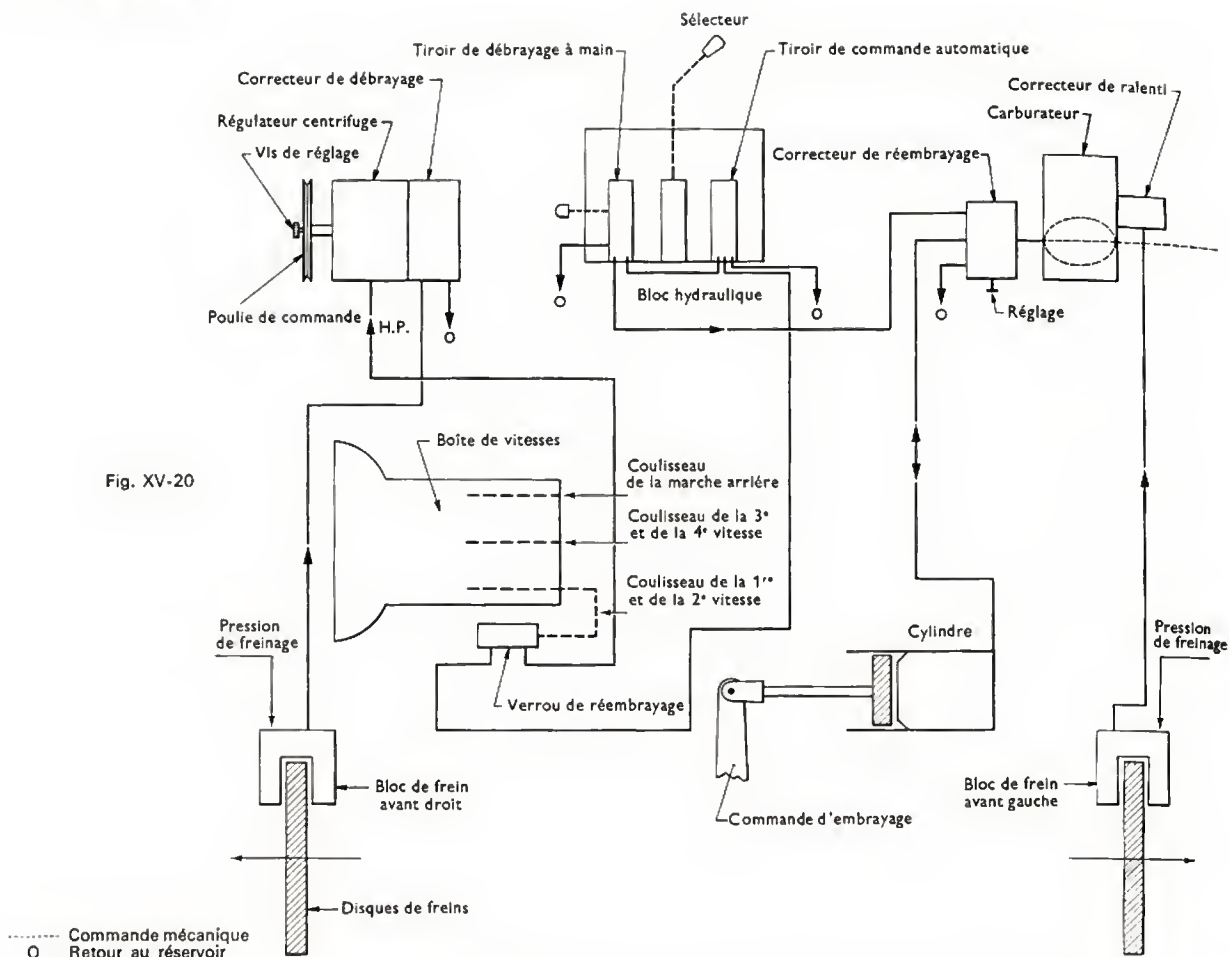 Sélecteur
Tiroir de débrayage à main
Tiroir de commande automatique
Correcteur de débrayage
Correcteur de ralenti
Régulateur centrifuge
Carburateur
Vis de réglage
Correcteur de réembrayage
Poulie de commande
H.P.
O
O
Bloc hydraulique
O
O
Réglage
Boîte de vitesses
Fig. XV-20
Coulisseau
de la marche arriére
Coulisseau de la 3e
et de la 4e vitesse
Coulisseau de la 1re
et de la 2e vitesse
Pression
de freinage
Cylindre
Pression
de freinage
Verrou de réembrayage
Bloc de frein
avant droit
Bloc de frein
avant gauche
Commande d'embrayage
Disques de freins
Commande mécanique
O Retour au réservoir